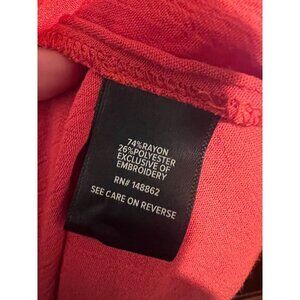 74%RAYON
26%POLYESTER
EXCLUSIVE OF
EMBROIDERY
RN# 148862
SEE CARE ON REVERSE